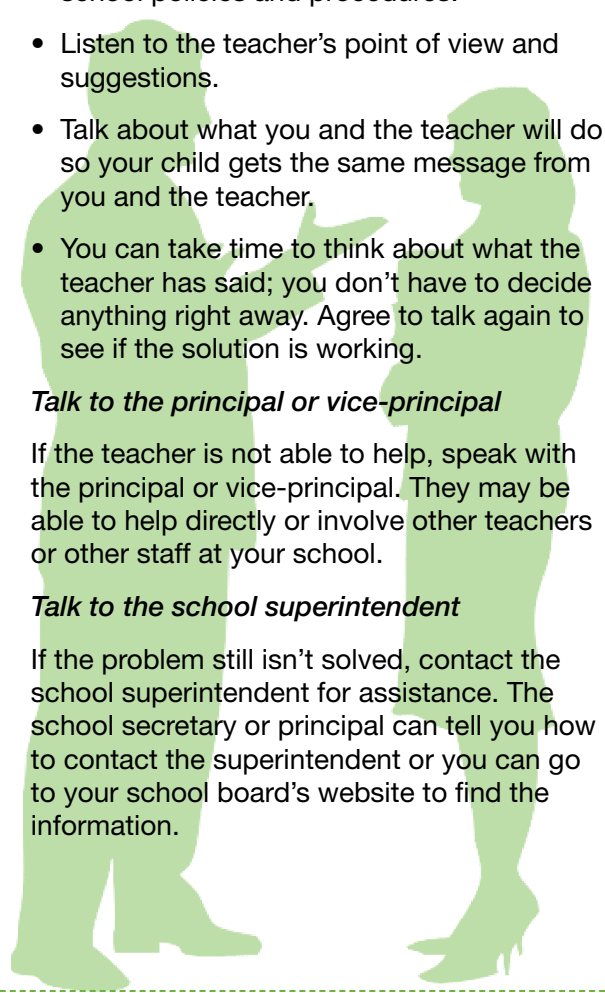 school policies and procedures.
• Listen to the teacher’s point of view and
suggestions.
• Talk about what you and the teacher will do
so your child gets the same message from
you and the teacher.
• You can take time to think about what the
teacher has said; you don’t have to decide
anything right away. Agree to talk again to
see if the solution is working.
Talk to the principal or vice-principal
If the teacher is not able to help, speak with
the principal or vice-principal. They may be
able to help directly or involve other teachers
or other staff at your school.
Talk to the school superintendent
If the problem still isn’t solved, contact the
school superintendent for assistance. The
school secretary or principal can tell you how
to contact the superintendent or you can go
to your school board’s website to find the
information.